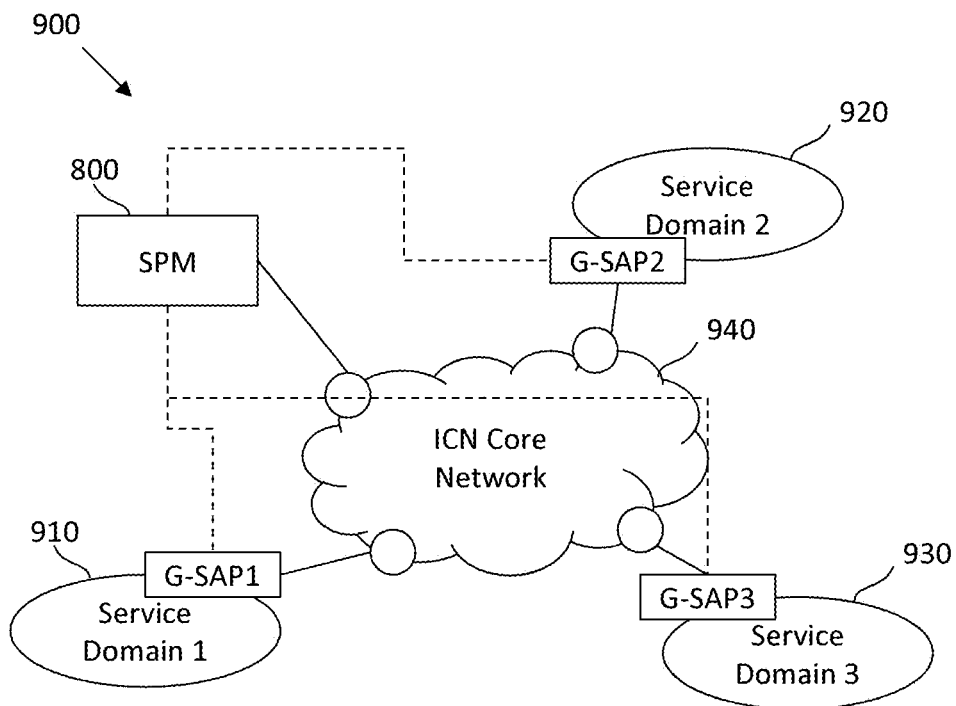 900
800
SPM
920
Service
Domain 2
G-SAP2
940
ICN Core
Network
910
G-SAP1
Service
Domain 1
930
G-SAP3
Service
Domain 3